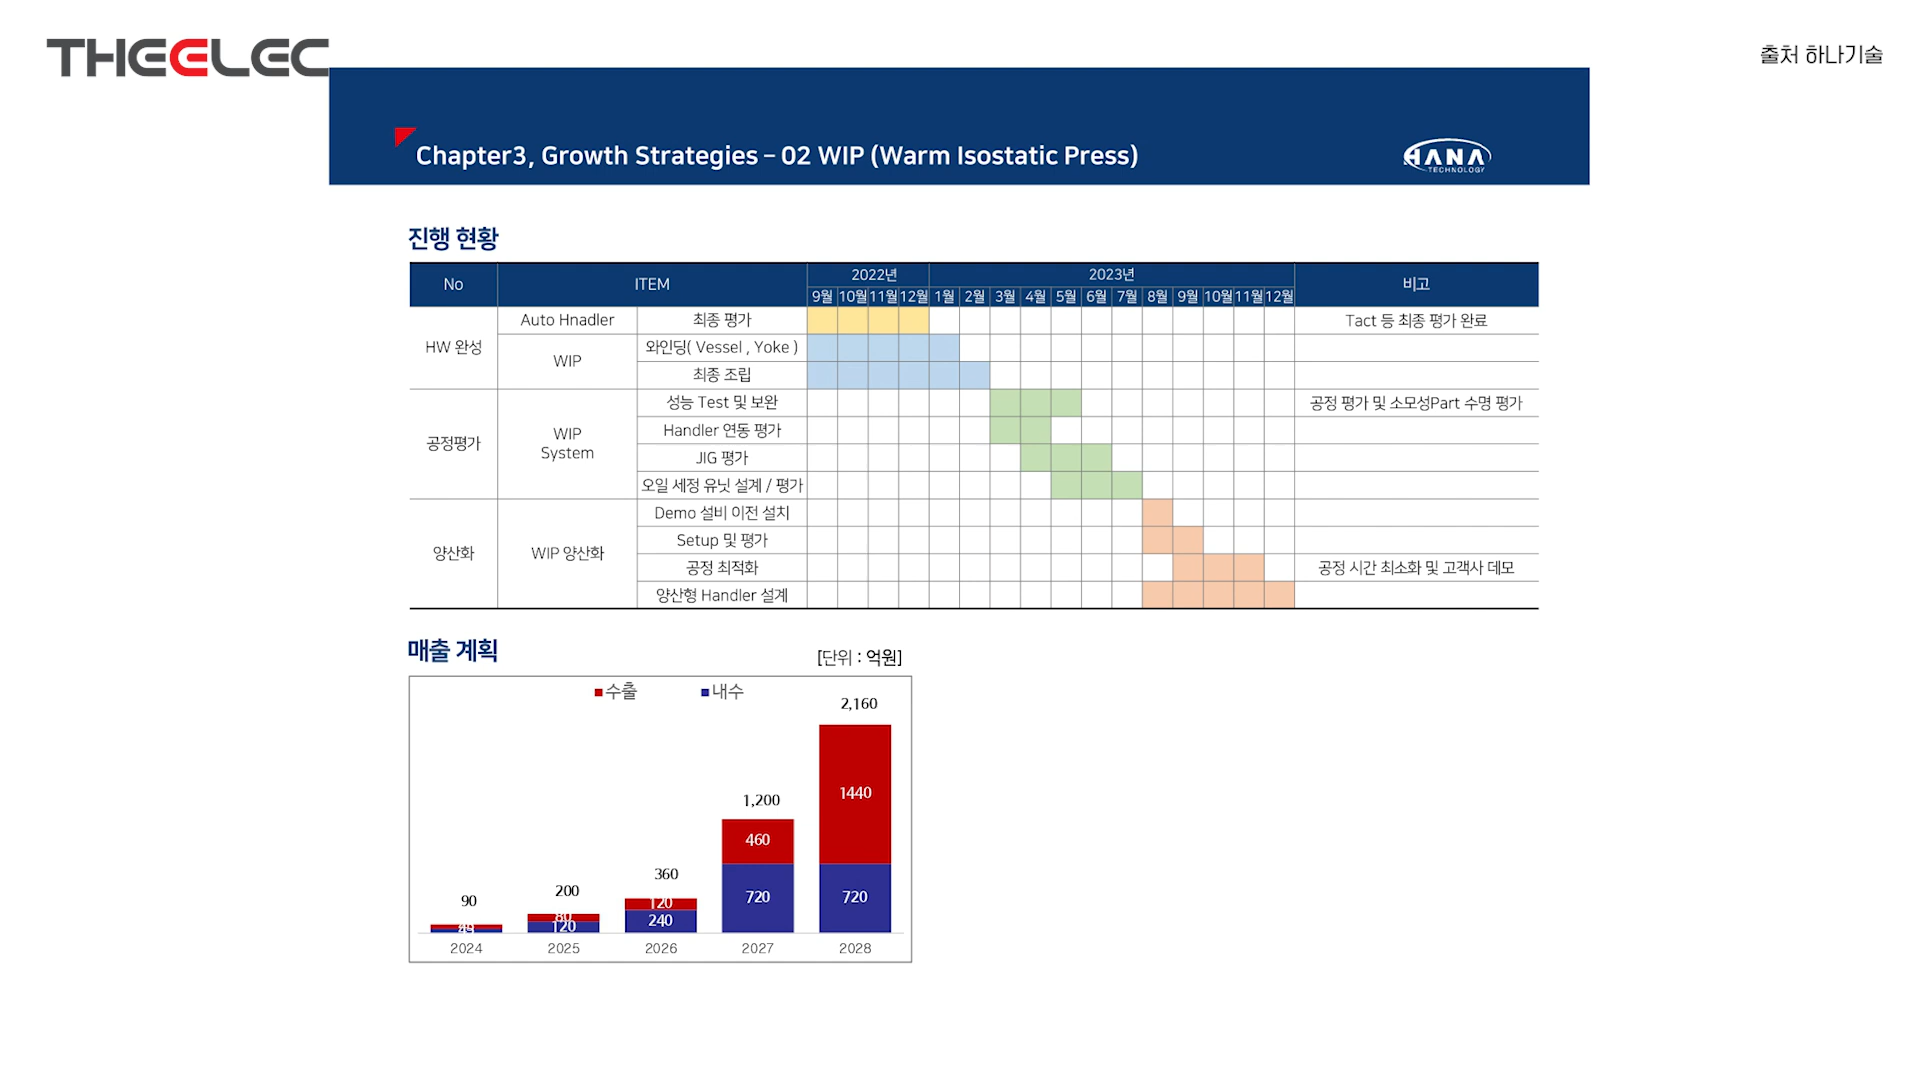 THEELEC
출처 하나기술
Chapter3, Growth Strategies – 02 WIP (Warm Isostatic Press)
HANA
TECHNOLOGY
진행 현황
No ITEM 2022년 2023년 비고
9월 10월 11월 12월 1월 2월 3월 4월 5월 6월 7월 8월 9월 10월 11월 12월
HW 완성 Auto Hnadler 최종 평가 Tact 등 최종 평가 완료
WIP 와인딩( Vessel , Yoke )
최종 조립
공정평가 WIP System 성능 Test 및 보완 공정 평가 및 소모성Part 수명 평가
Handler 연동 평가
JIG 평가
오일 세정 유닛 설계 / 평가
양산화 WIP 양산화 Demo 설비 이전 설치
Setup 및 평가
공정 최적화 공정 시간 최소화 및 고객사 데모
양산형 Handler 설계
매출 계획
[단위 : 억원]
수출 내수
2,160
1440
1,200
460
360
720
720
90
200
120
240
80
120
2024 2025 2026 2027 2028